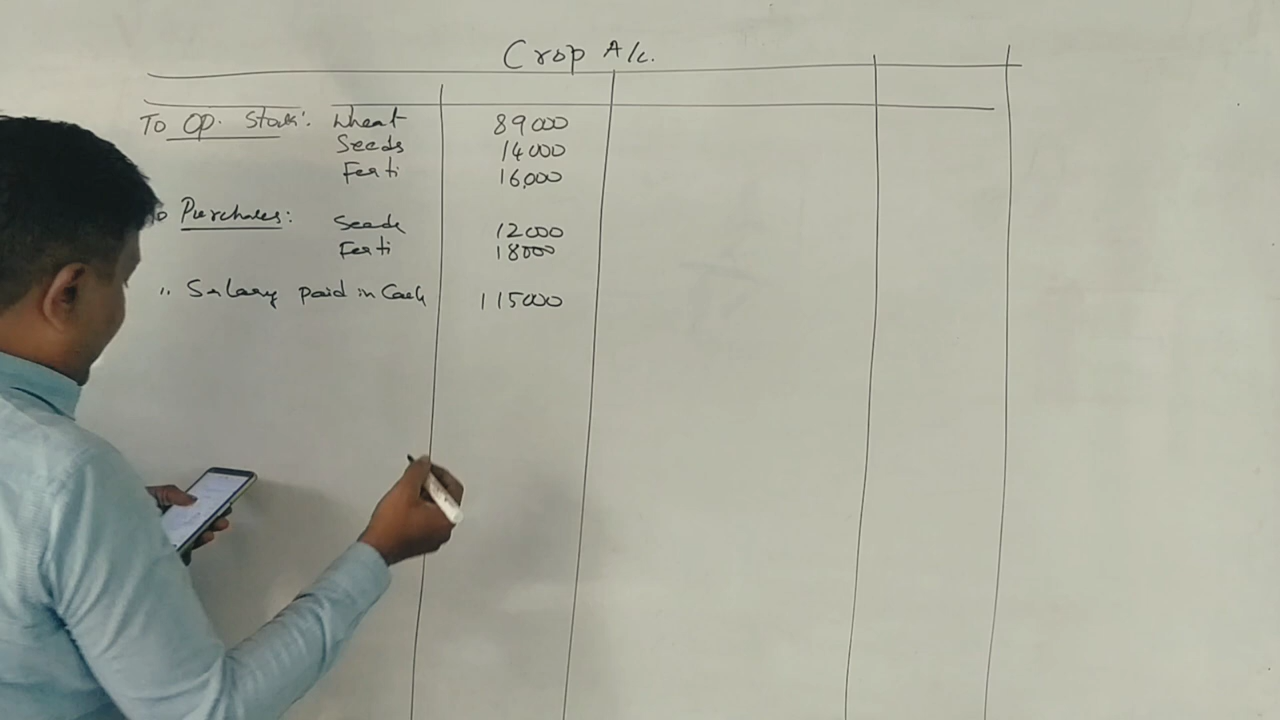 Crop A/c.
To Op. Stock: Wheat 89000
Seeds 14000
Ferti 16,000
To Purchases: Seeds 12000
Ferti 18000
,, Salary paid in Cash 115000